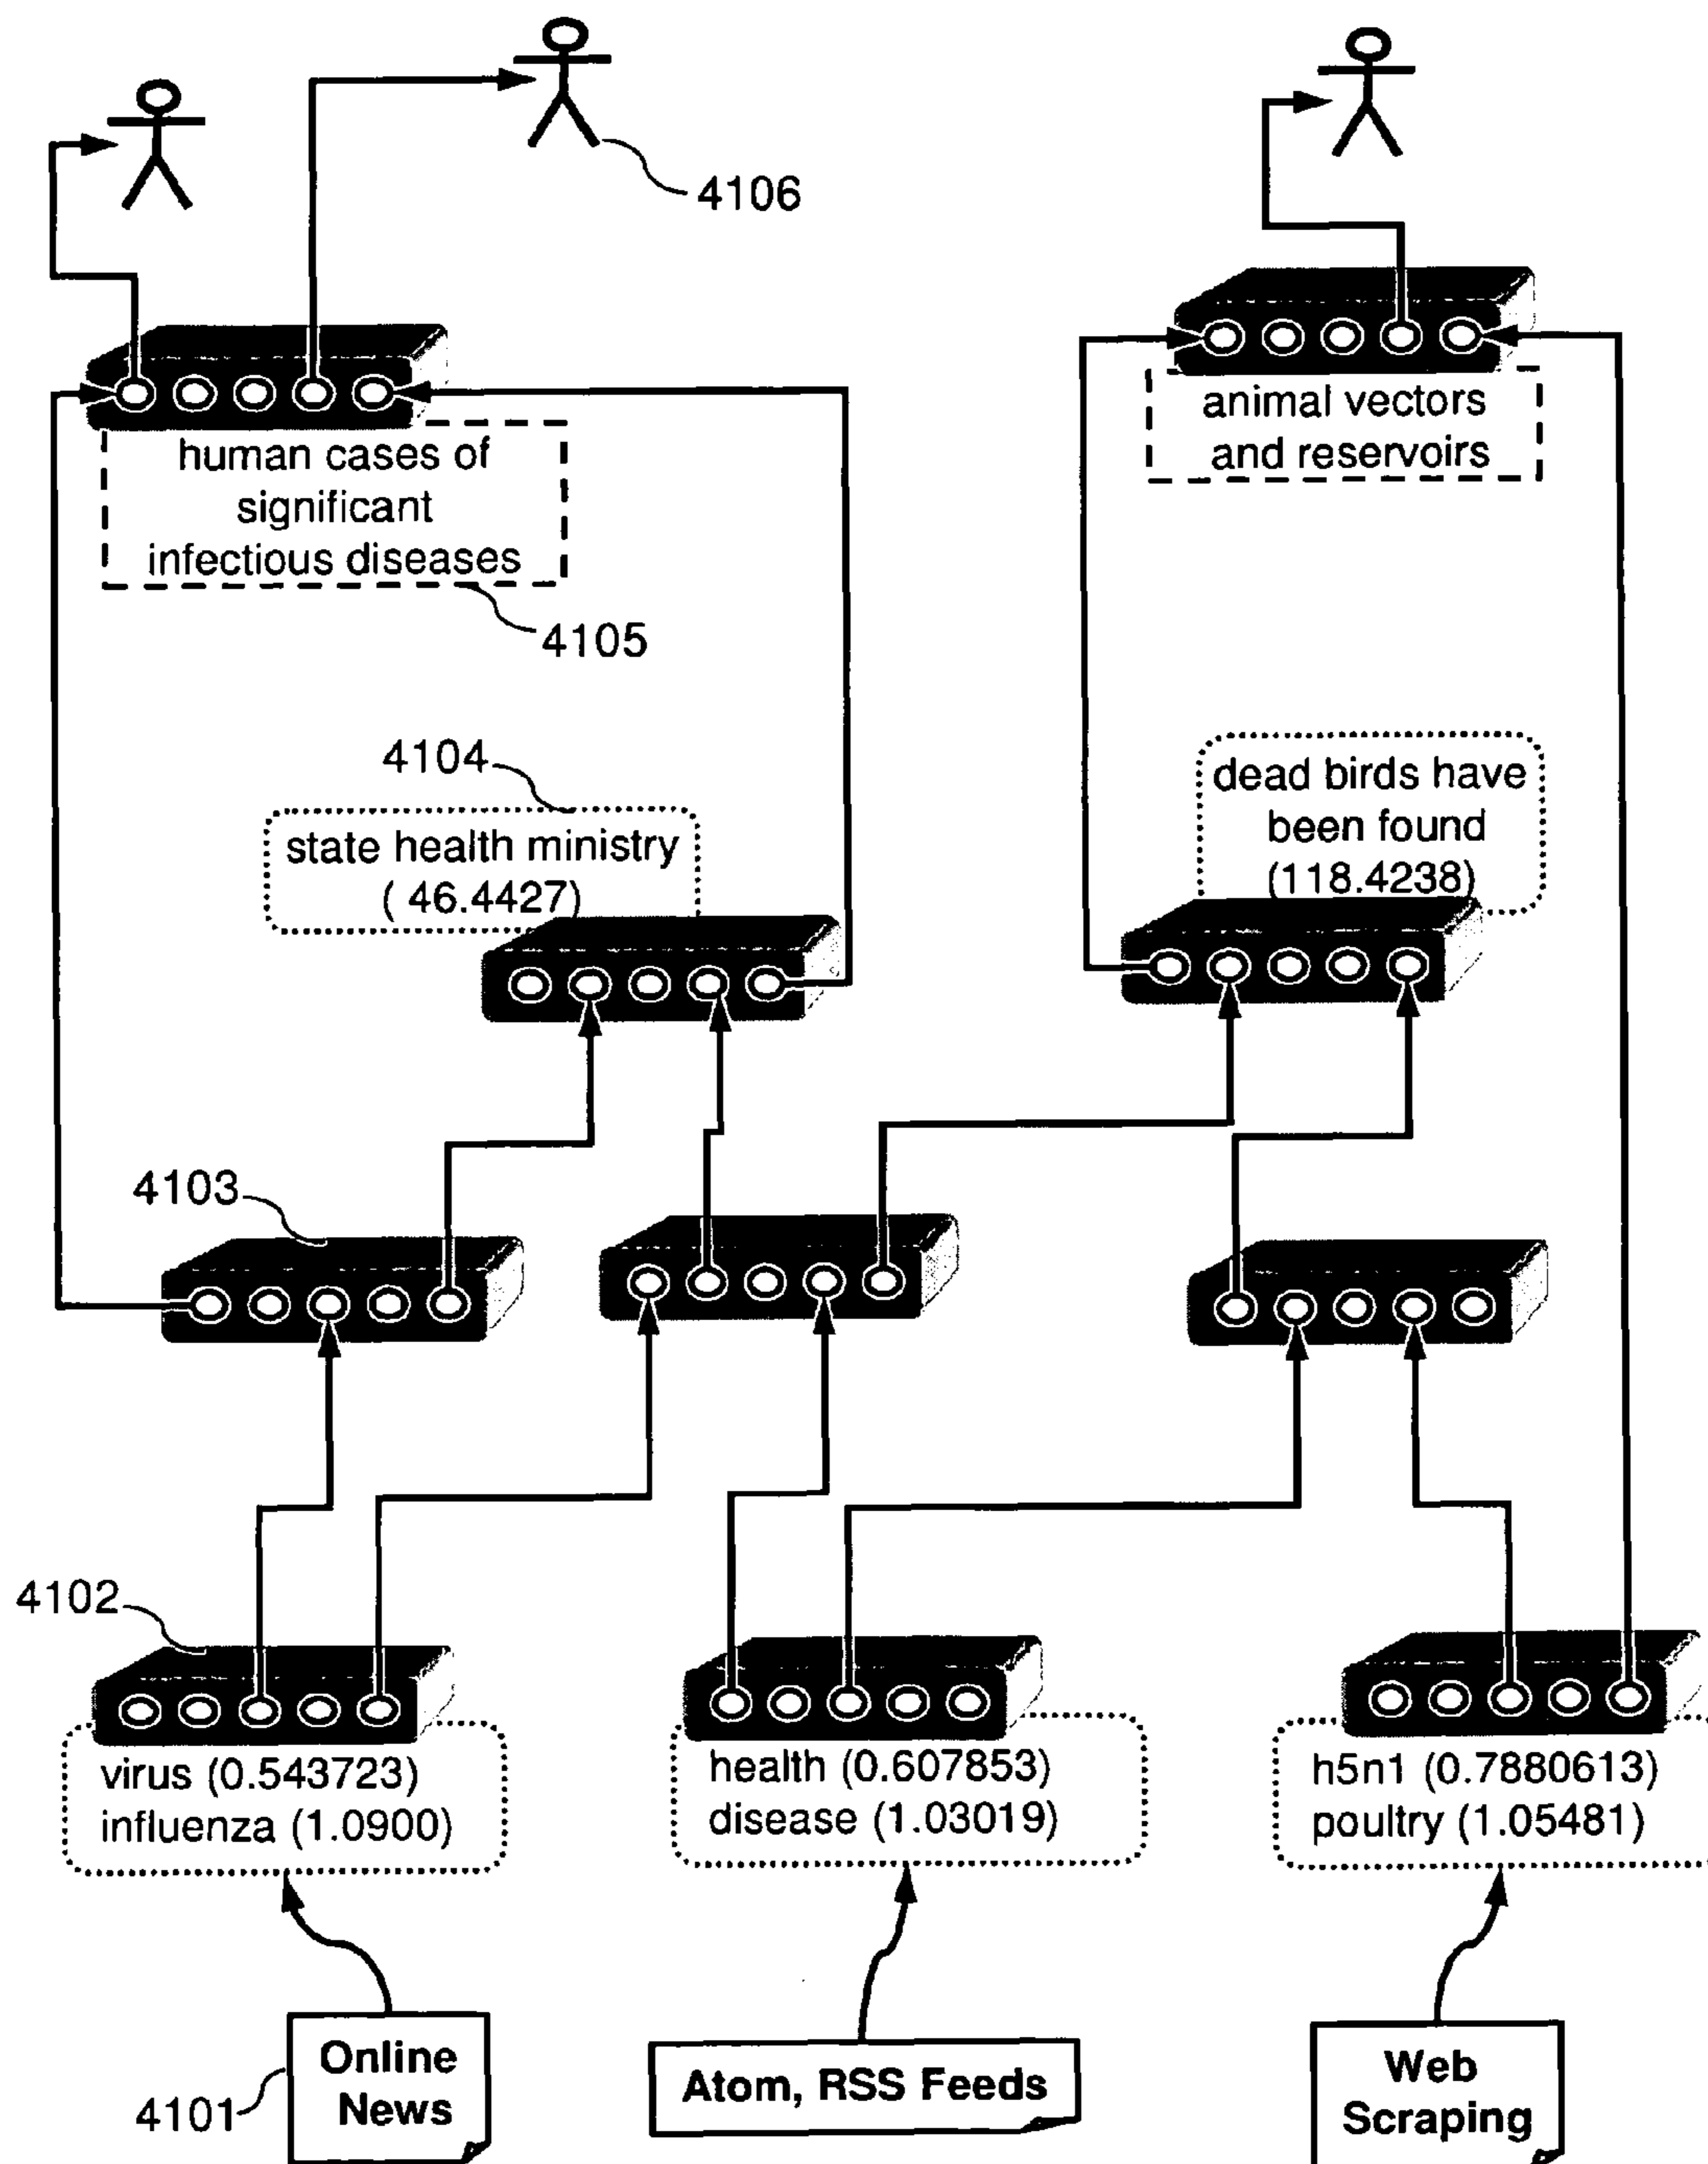 4106
animal vectors
and reservoirs
human cases of
significant
infectious diseases
4105
4104
state health ministry
( 46.4427)
dead birds have
been found
(118.4238)
4103
4102
virus (0.543723)
influenza (1.0900)
health (0.607853)
disease (1.03019)
h5n1 (0.7880613)
poultry (1.05481)
4101
Online
News
Atom, RSS Feeds
Web
Scraping